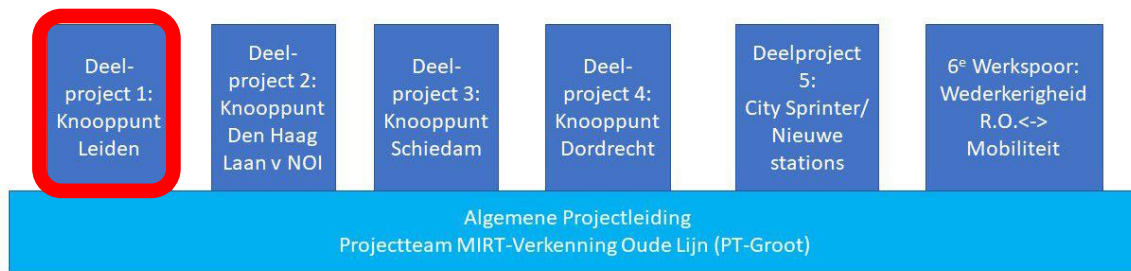 Deel-
project 1:
Knooppunt
Leiden
Deel-
project 2:
Knooppunt
Den Haag
Laan v NOI
Deel-
project 3:
Knooppunt
Schiedam
Deel-
project 4:
Knooppunt
Dordrecht
Deelproject
5:
City Sprinter/
Nieuwe
stations
6e Werkspoor:
Wederkerigheid
R.O.<->
Mobiliteit
Algemene Projectleiding
Projectteam MIRT-Verkenning Oude Lijn (PT-Groot)